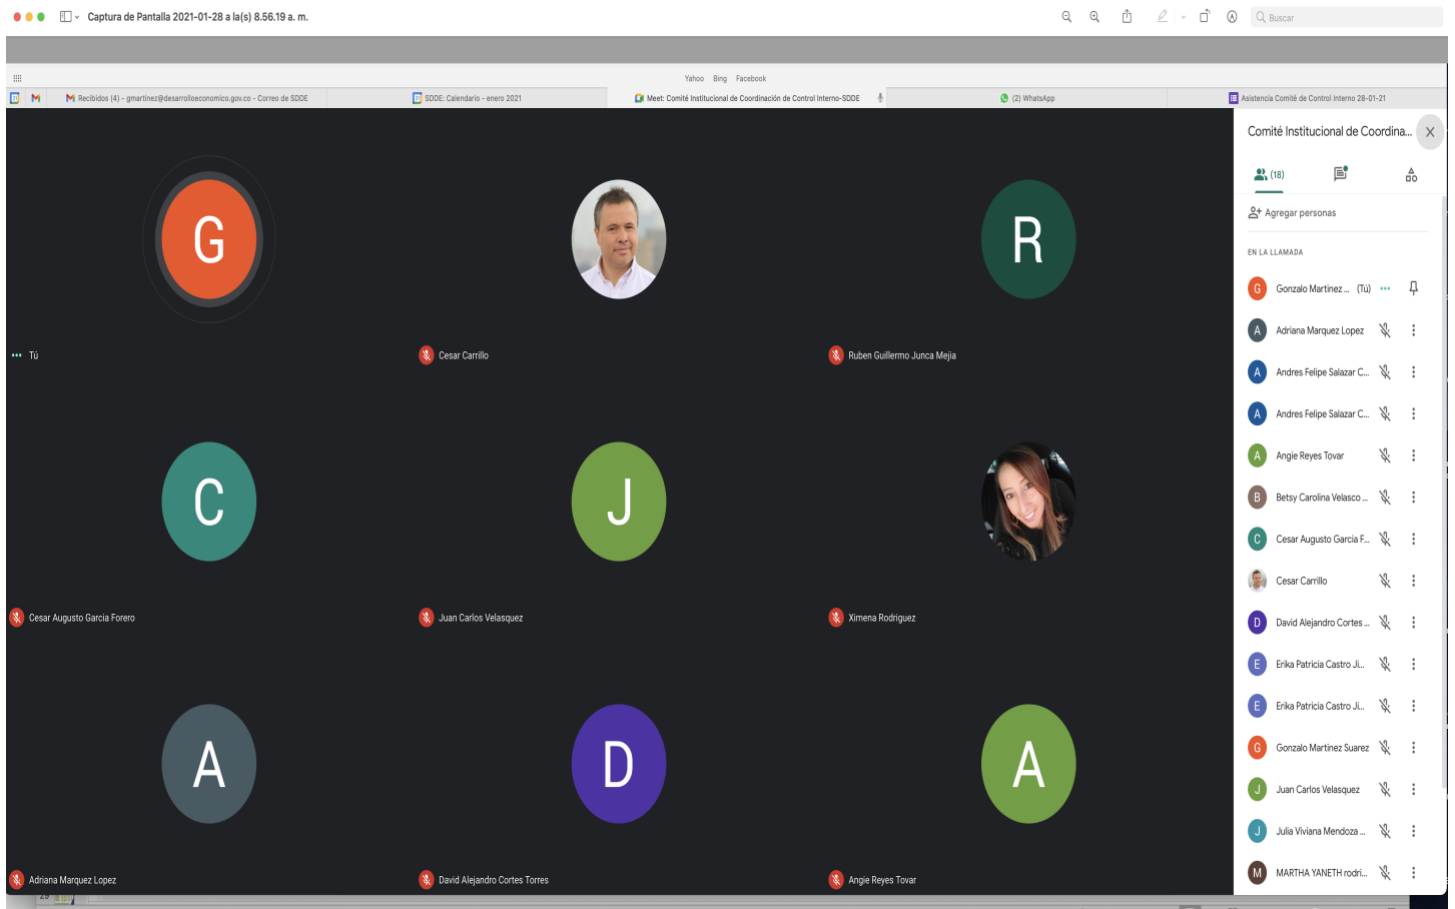 Captura de Pantalla 2021-01-28 a la(s) 8.56.19 a. m.
Buscar
Yahoo Bing Facebook
Recibidos (4) - gmartinez@desarrolloeconomico.gov.co - Correo de SDDE
SDDE: Calendario - enero 2021
Meet: Comité Institucional de Coordinación de Control Interno-SDDE
(2) WhatsApp
Asistencia Comité de Control Interno 28-01-21
Comité Institucional de Coordina...
(18)
Agregar personas
EN LA LLAMADA
G Gonzalo Martinez ... (Tú)
A Adriana Marquez Lopez
A Andres Felipe Salazar C...
A Andres Felipe Salazar C...
A Angie Reyes Tovar
B Betsy Carolina Velasco ...
C Cesar Augusto Garcia F...
Cesar Carrillo
D David Alejandro Cortes ...
E Erika Patricia Castro Ji...
E Erika Patricia Castro Ji...
G Gonzalo Martinez Suarez
J Juan Carlos Velasquez
J Julia Viviana Mendoza ...
M MARTHA YANETH rodri...
G
R
Tú
Cesar Carrillo
Ruben Guillermo Junca Mejia
C
J
Cesar Augusto Garcia Forero
Juan Carlos Velasquez
Ximena Rodriguez
A
D
A
Adriana Marquez Lopez
David Alejandro Cortes Torres
Angie Reyes Tovar